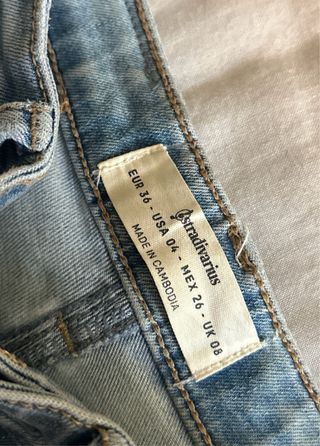 stradivarius
EUR 36 - USA 04 - MEX 26 - UK 08
MADE IN CAMBODIA